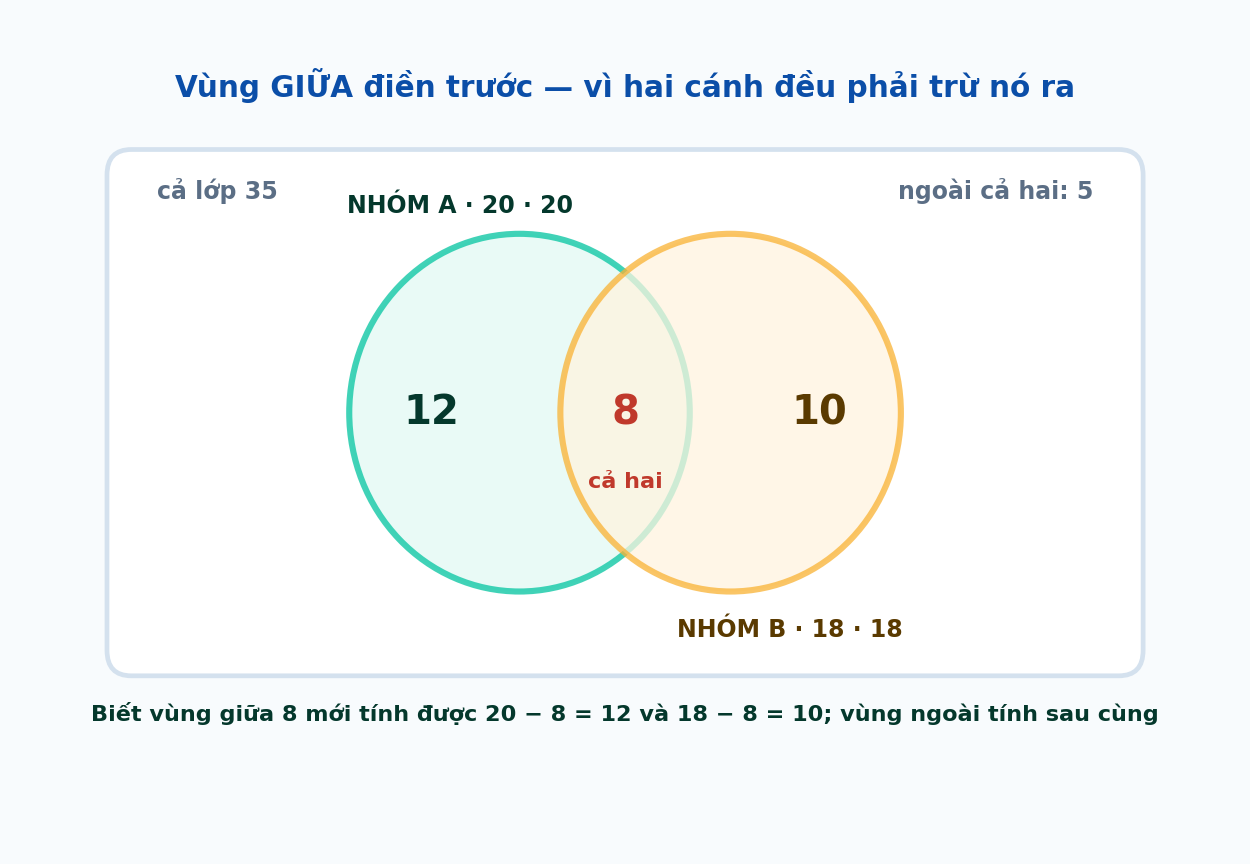 Vùng GIỮA điền trước — vì hai cánh đều phải trừ nó ra
cả lớp 35
ngoài cả hai: 5
NHÓM A · 20 · 20
12
8
10
cả hai
NHÓM B · 18 · 18
Biết vùng giữa 8 mới tính được 20 − 8 = 12 và 18 − 8 = 10; vùng ngoài tính sau cùng